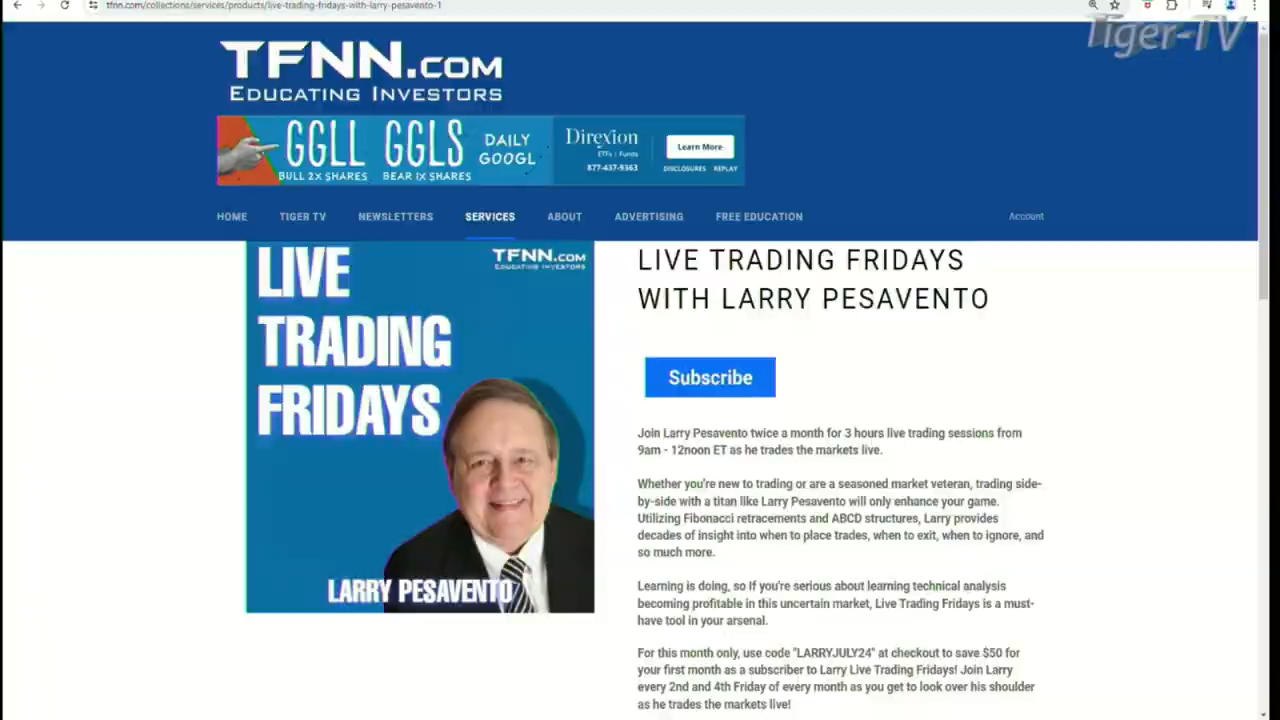 tfnn.com/collections/services/products/live-trading-fridays-with-larry-pesavento-1
Tiger-TV
TFNN.COM
EDUCATING INVESTORS
GGLL GGLS
BULL 2X SHARES BEAR 1X SHARES
DAILY
GOOGL
Direxion
ETFs | Funds
877-437-9363
Learn More
DISCLOSURES REPLAY
HOME TIGER TV NEWSLETTERS SERVICES ABOUT ADVERTISING FREE EDUCATION Account
LIVE
TRADING
FRIDAYS
TFNN.COM
EDUCATING INVESTORS
LARRY PESAVENTO
LIVE TRADING FRIDAYS
WITH LARRY PESAVENTO
Subscribe
Join Larry Pesavento twice a month for 3 hours live trading sessions from
9am - 12noon ET as he trades the markets live.
Whether you're new to trading or are a seasoned market veteran, trading side-
by-side with a titan like Larry Pesavento will only enhance your game.
Utilizing Fibonacci retracements and ABCD structures, Larry provides
decades of insight into when to place trades, when to exit, when to ignore, and
so much more.
Learning is doing, so if you're serious about learning technical analysis
becoming profitable in this uncertain market, Live Trading Fridays is a must-
have tool in your arsenal.
For this month only, use code "LARRYJULY24" at checkout to save $50 for
your first month as a subscriber to Larry Live Trading Fridays! Join Larry
every 2nd and 4th Friday of every month as you get to look over his shoulder
as he trades the markets live!